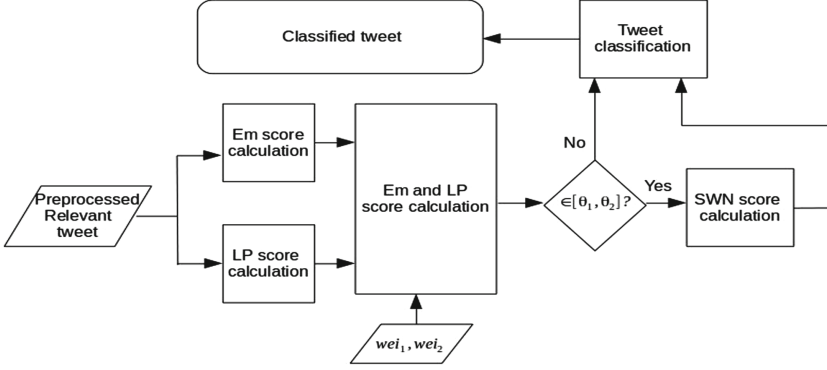 Classified tweet
Tweet
classification
Em score
calculation
No
Preprocessed
Relevant
tweet
Em and LP
score calculation
∈[θ₁,θ₂]?
Yes
SWN score
calculation
LP score
calculation
wei₁,wei₂